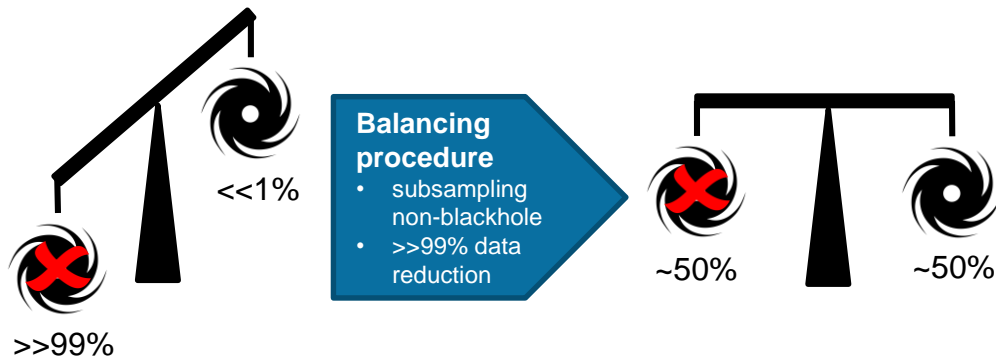 <<1%
>>99%
Balancing
procedure
• subsampling
non-blackhole
• >>99% data
reduction
~50%
~50%